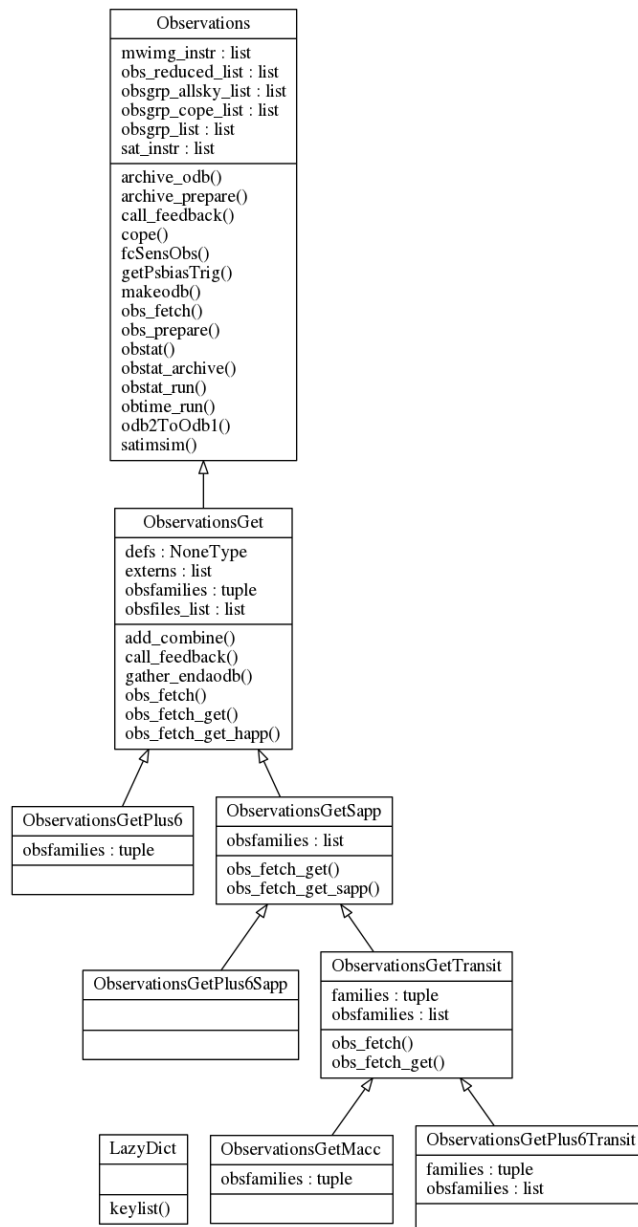 Observations
mwimg_instr : list
obs_reduced_list : list
obsgrp_allsky_list : list
obsgrp_cope_list : list
obsgrp_list : list
sat_instr : list
archive_odb()
archive_prepare()
call_feedback()
cope()
fcSensObs()
getPsbiasTrig()
makeodb()
obs_fetch()
obs_prepare()
obstat()
obstat_archive()
obstat_run()
obtime_run()
odb2ToOdb1()
satimsim()
ObservationsGet
defs : NoneType
externs : list
obsfamilies : tuple
obsfiles_list : list
add_combine()
call_feedback()
gather_endaodb()
obs_fetch()
obs_fetch_get()
obs_fetch_get_happ()
ObservationsGetPlus6
obsfamilies : tuple
ObservationsGetSapp
obsfamilies : list
obs_fetch_get()
obs_fetch_get_sapp()
ObservationsGetPlus6Sapp
ObservationsGetTransit
families : tuple
obsfamilies : list
obs_fetch()
obs_fetch_get()
LazyDict
keylist()
ObservationsGetMacc
obsfamilies : tuple
ObservationsGetPlus6Transit
families : tuple
obsfamilies : list